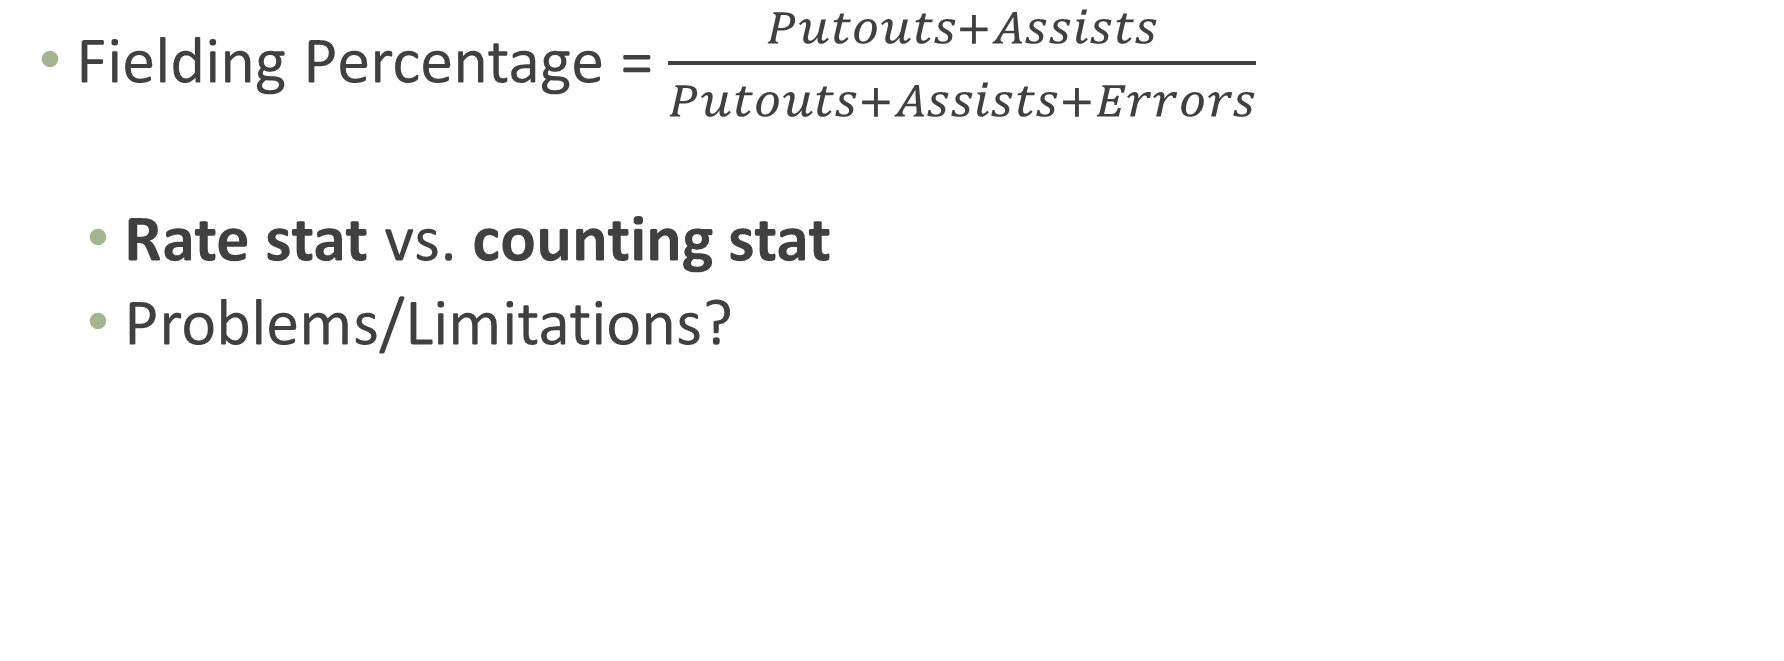 • Fielding Percentage = Putouts+Assists
Putouts+Assists+Errors
• Rate stat vs. counting stat
• Problems/Limitations?